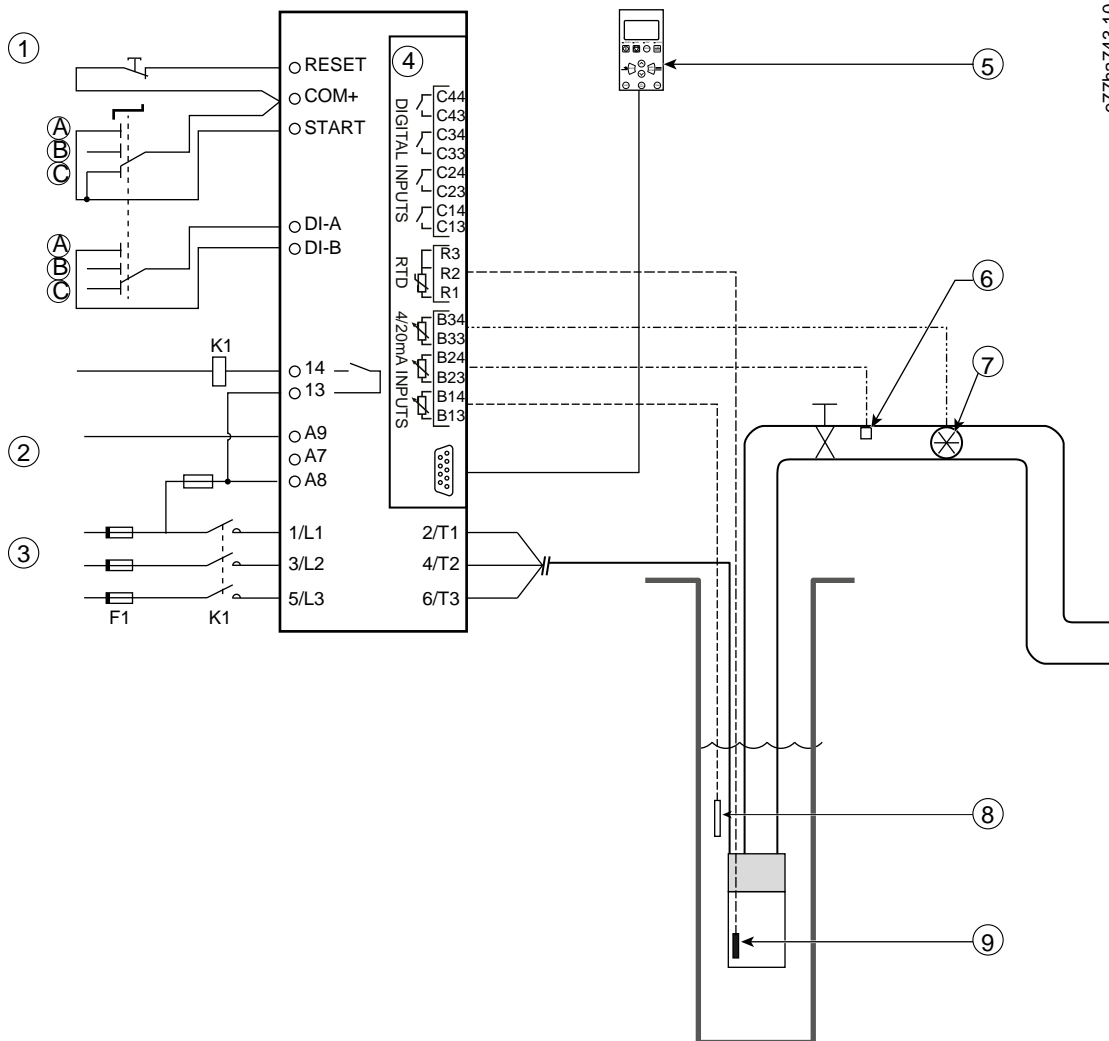 1
RESET
COM+
START
A
B
C
DI-A
DI-B
A
B
C
K1
14
13
2
A9
A7
A8
3
1/L1
3/L2
5/L3
F1
K1
2/T1
4/T2
6/T3
4
DIGITAL INPUTS
C44
C43
C34
C33
C24
C23
C14
C13
RTD
R3
R2
R1
4/20mA INPUTS
B34
B33
B24
B23
B14
B13
5
6
7
8
9